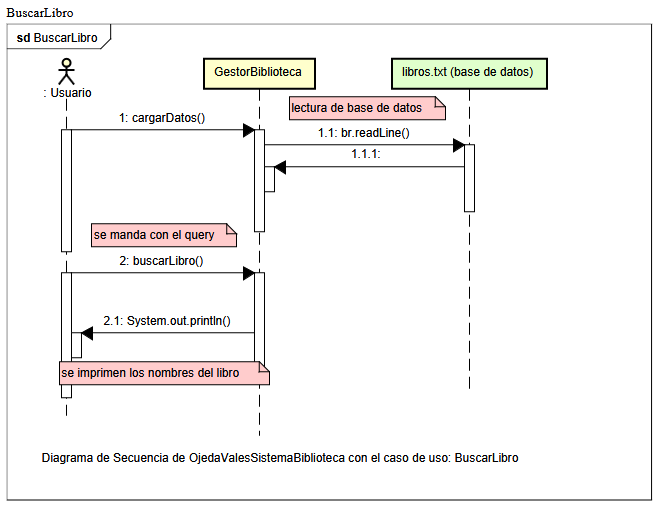 BuscarLibro
sd BuscarLibro
GestorBiblioteca
libros.txt (base de datos)
: Usuario
lectura de base de datos
1: cargarDatos()
1.1: br.readLine()
1.1.1:
se manda con el query
2: buscarLibro()
2.1: System.out.println()
se imprimen los nombres del libro
Diagrama de Secuencia de OjedaValesSistemaBiblioteca con el caso de uso: BuscarLibro